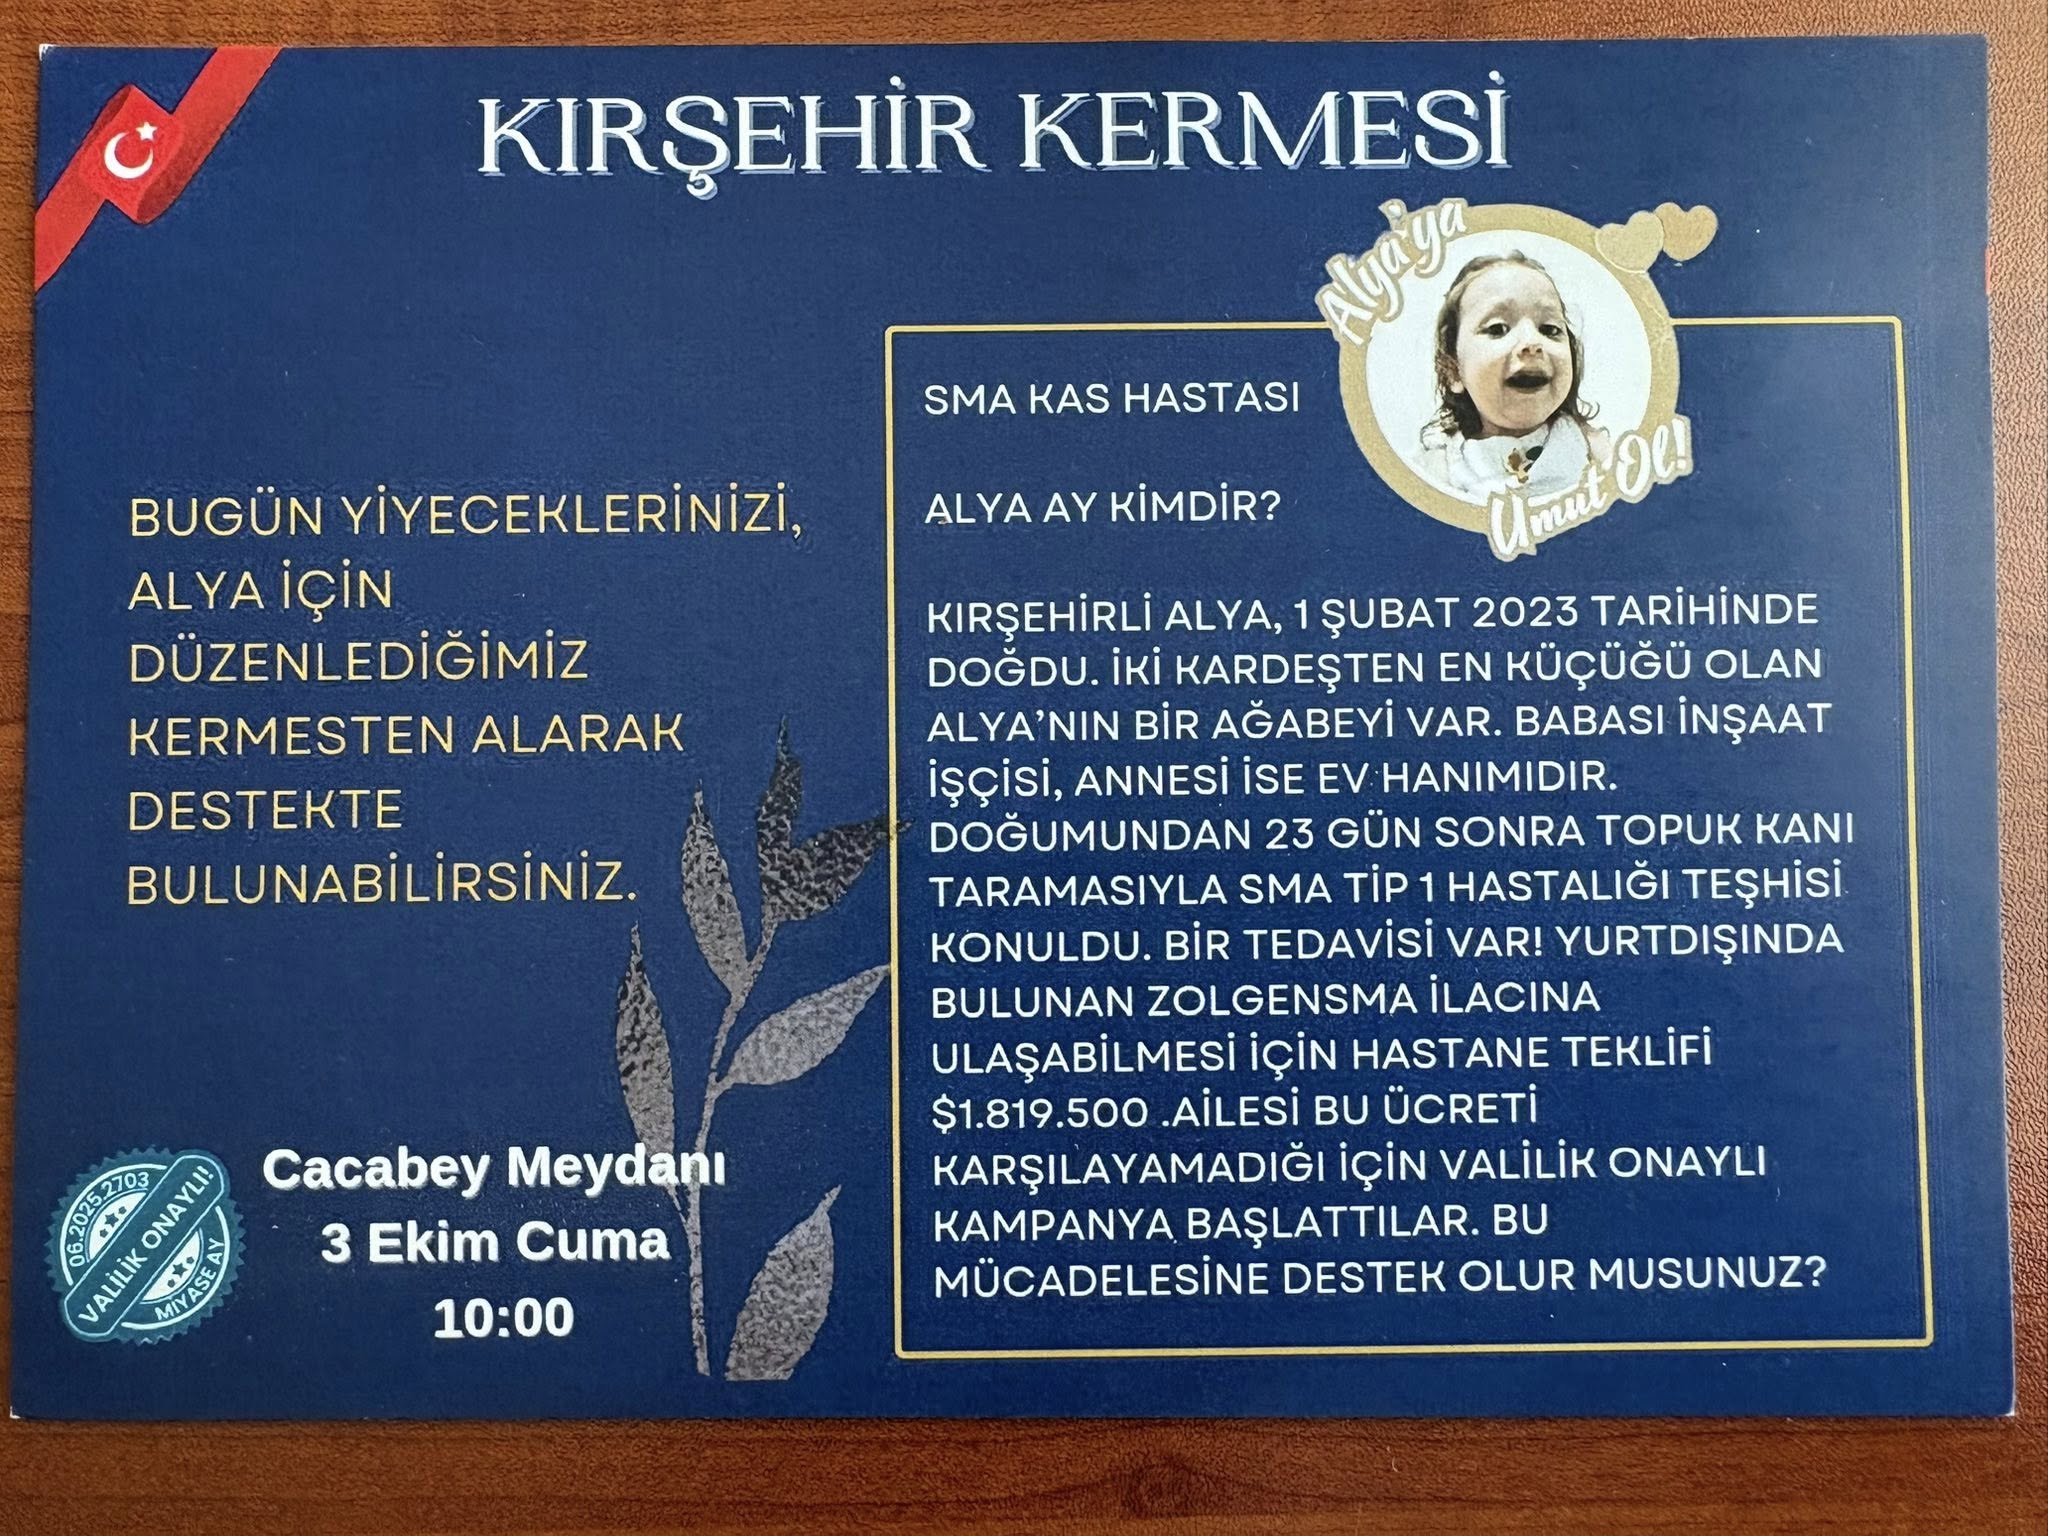 KIRŞEHİR KERMESİ
Alya'ya
Umut Ol!
BUGÜN YİYECEKLERİNİZİ,
ALYA İÇİN
DÜZENLEDİĞİMİZ
KERMESTEN ALARAK
DESTEKTE
BULUNABİLİRSİNİZ.
06.2025.2703
VALİLİK ONAYLI!
MİYASE AY
Cacabey Meydanı
3 Ekim Cuma
10:00
SMA KAS HASTASI
ALYA AY KİMDİR?
KIRŞEHİRLİ ALYA, 1 ŞUBAT 2023 TARİHİNDE
DOĞDU. İKİ KARDEŞTEN EN KÜÇÜĞÜ OLAN
ALYA’NIN BİR AĞABEYİ VAR. BABASI İNŞAAT
İŞÇİSİ, ANNESİ İSE EV HANIMIDIR.
DOĞUMUNDAN 23 GÜN SONRA TOPUK KANI
TARAMASIYLA SMA TİP 1 HASTALIĞI TEŞHİSİ
KONULDU. BİR TEDAVİSİ VAR! YURTDIŞINDA
BULUNAN ZOLGENSMA İLACINA
ULAŞABİLMESİ İÇİN HASTANE TEKLİFİ
$1.819.500 .AİLESİ BU ÜCRETİ
KARŞILAYAMADIĞI İÇİN VALİLİK ONAYLI
KAMPANYA BAŞLATTILAR. BU
MÜCADELESİNE DESTEK OLUR MUSUNUZ?